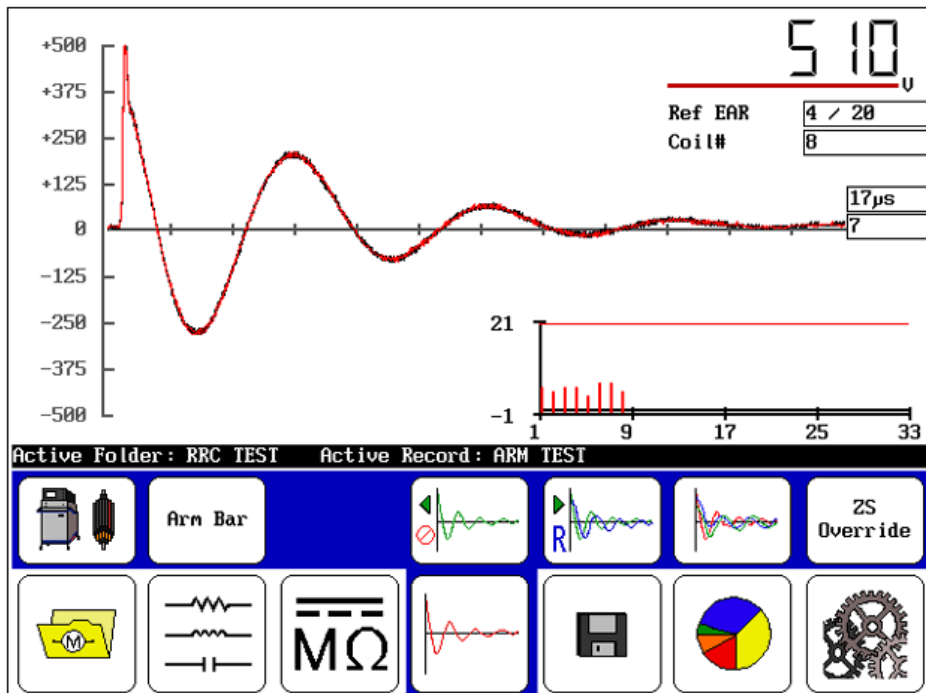 510 V
Ref EAR 4 / 20
Coil# 8
17µs
7
+500
+375
+250
+125
0
-125
-250
-375
-500
21
-1
1 9 17 25 33
Active Folder: RRC TEST Active Record: ARM TEST
Arm Bar
R
ZS
Override
M
MΩ